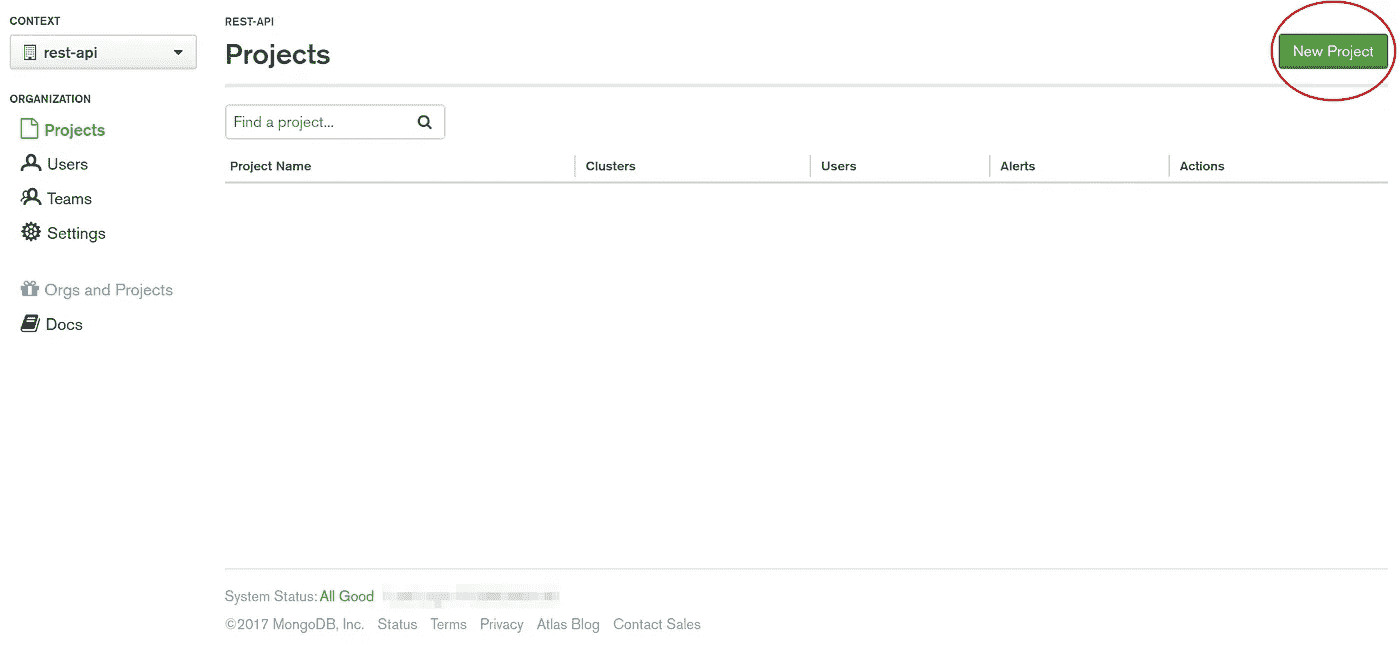 CONTEXT
rest-api
ORGANIZATION
Projects
Users
Teams
Settings
Orgs and Projects
Docs
REST-API
Projects
New Project
Find a project...
Project Name Clusters Users Alerts Actions
System Status: All Good
©2017 MongoDB, Inc. Status Terms Privacy Atlas Blog Contact Sales